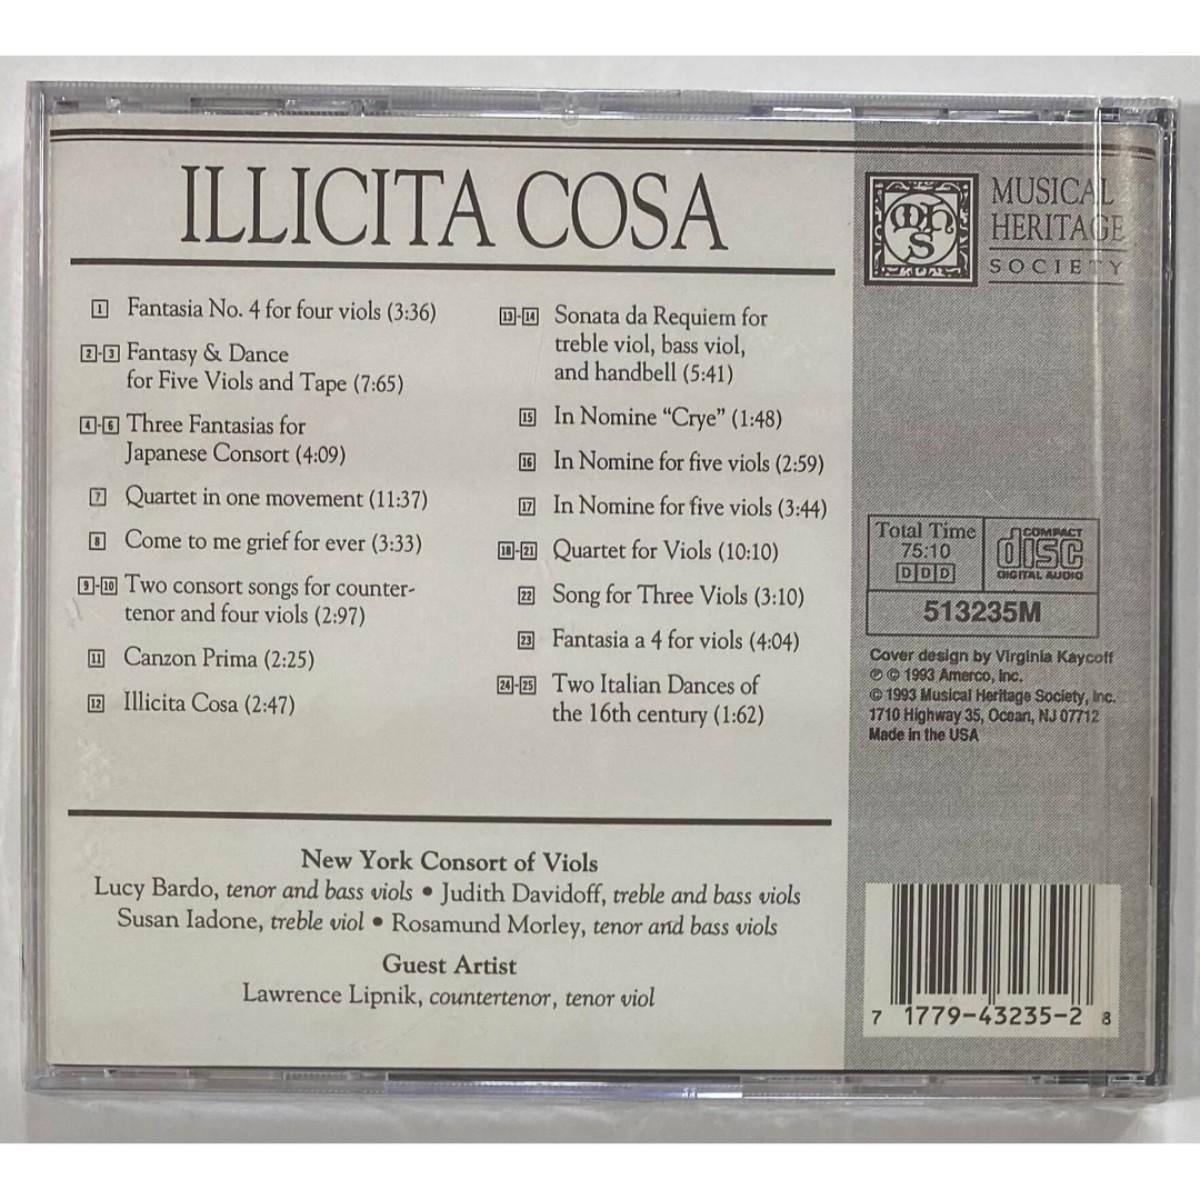 ILLICITA COSA
1 Fantasia No. 4 for four viols (3:36)
2-3 Fantasy & Dance
for Five Viols and Tape (7:65)
4-6 Three Fantasias for
Japanese Consort (4:09)
7 Quartet in one movement (11:37)
8 Come to me grief for ever (3:33)
9-10 Two consort songs for counter-
tenor and four viols (2:97)
11 Canzon Prima (2:25)
12 Illicita Cosa (2:47)
13-14 Sonata da Requiem for
treble viol, bass viol,
and handbell (5:41)
15 In Nomine “Crye” (1:48)
16 In Nomine for five viols (2:59)
17 In Nomine for five viols (3:44)
18-21 Quartet for Viols (10:10)
22 Song for Three Viols (3:10)
23 Fantasia a 4 for viols (4:04)
24-25 Two Italian Dances of
the 16th century (1:62)
New York Consort of Viols
Lucy Bardo, tenor and bass viols • Judith Davidoff, treble and bass viols
Susan Iadone, treble viol • Rosamund Morley, tenor and bass viols
Guest Artist
Lawrence Lipnik, countertenor, tenor viol
mhs
MUSICAL
HERITAGE
SOCIETY
Total Time
75:10
DDD
COMPACT
disc
DIGITAL AUDIO
513235M
Cover design by Virginia Kaycoff
℗ © 1993 Amerco, Inc.
© 1993 Musical Heritage Society, Inc.
1710 Highway 35, Ocean, NJ 07712
Made in the USA
7 1779-43235-2 8